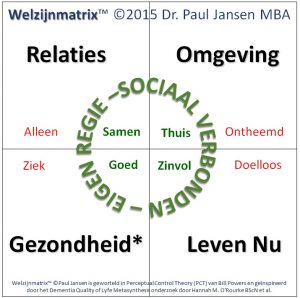 Welzijnmatrix™ ©2015 Dr. Paul Jansen MBA
Relaties Omgeving
EIGEN REGIE –SOCIAAL VERBONDEN –
Alleen Samen Thuis Ontheemd
Ziek Goed Zinvol Doelloos
Gezondheid* Leven Nu
Welzijnmatrix™ ©Paul Jansen is geworteld in Perceptual Control Theory (PCT) van Bill Powers en geïnspireerd
door het Dementia Quality of Lyfe Metasynthese onderzoek door Hannah M. O'Rourke BScN et al.